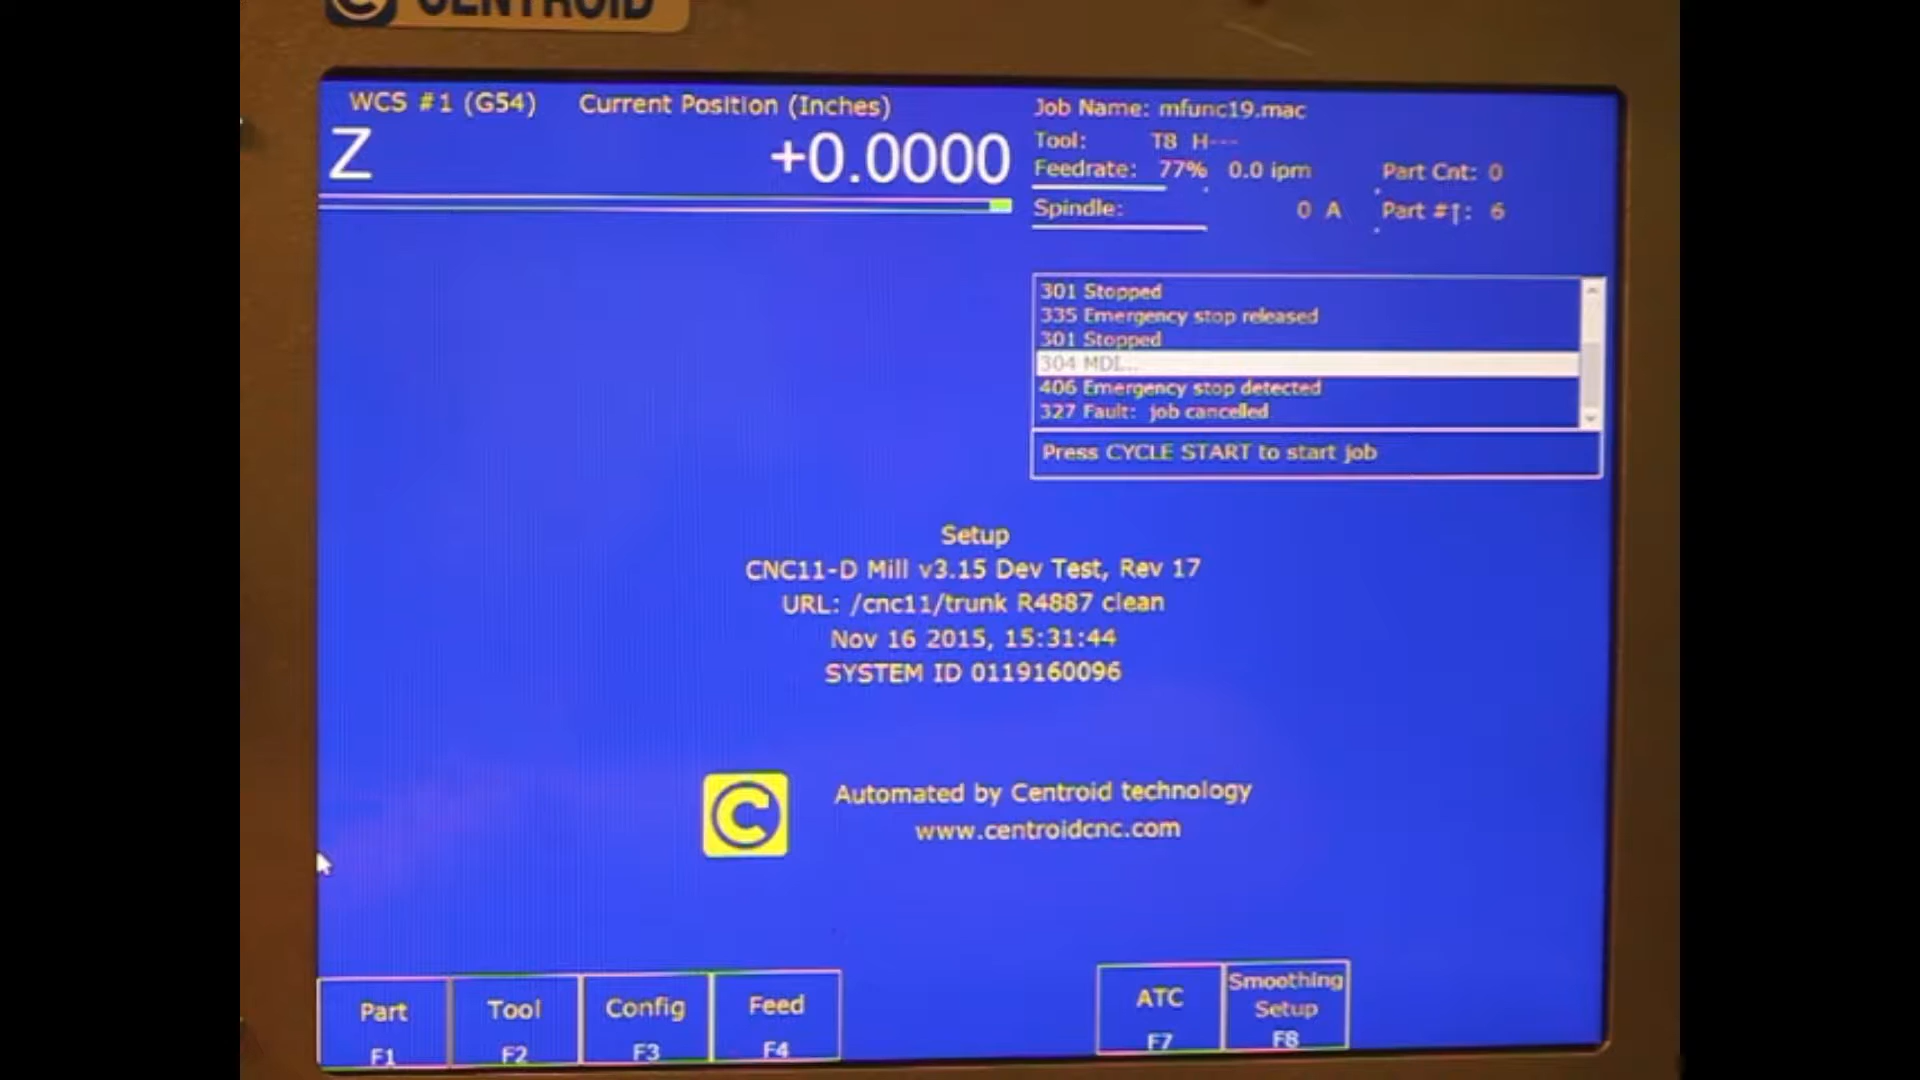 CENTROID
WCS #1 (G54) Current Position (Inches)
Z +0.0000
Job Name: mfunc19.mac
Tool: T8 H---
Feedrate: 77% 0.0 ipm Part Cnt: 0
Spindle: 0 A Part #↑: 6
301 Stopped
335 Emergency stop released
301 Stopped
304 MDI...
406 Emergency stop detected
327 Fault: job cancelled
Press CYCLE START to start job
Setup
CNC11-D Mill v3.15 Dev Test, Rev 17
URL: /cnc11/trunk R4887 clean
Nov 16 2015, 15:31:44
SYSTEM ID 0119160096
C
Automated by Centroid technology
www.centroidcnc.com
Part
F1
Tool
F2
Config
F3
Feed
F4
ATC
F7
Smoothing
Setup
F8